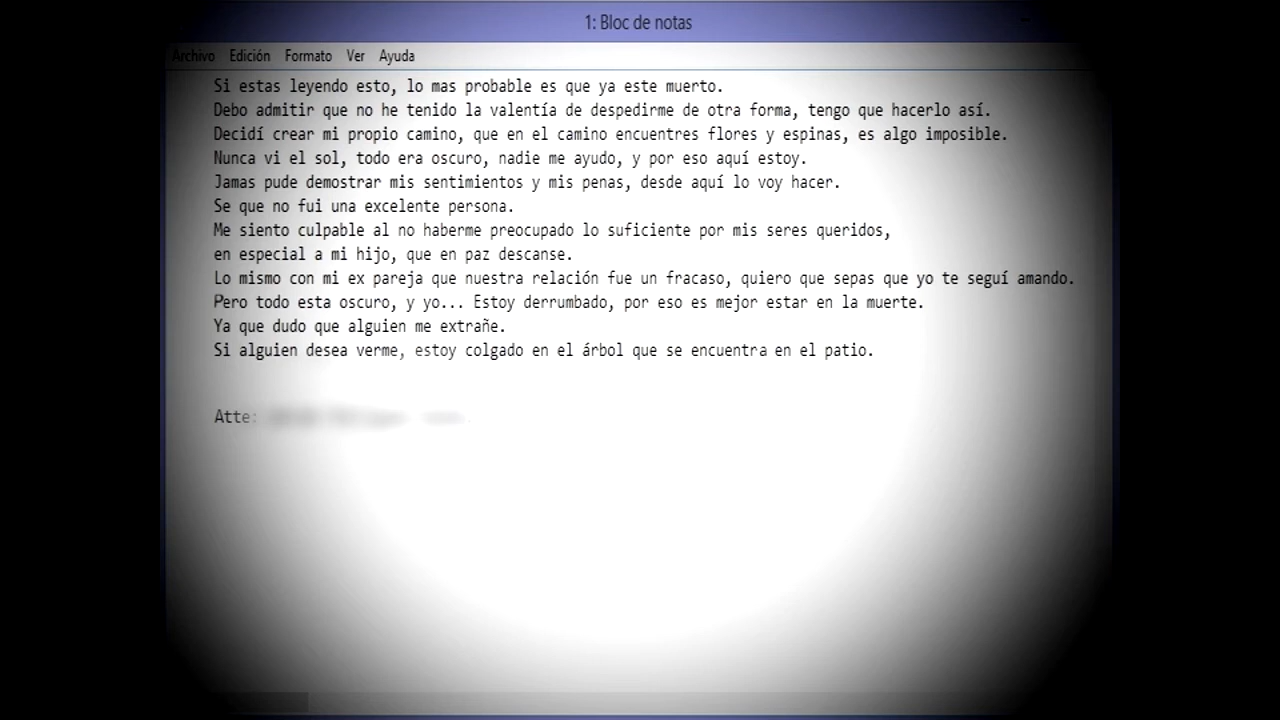 1: Bloc de notas
Archivo Edición Formato Ver Ayuda
Si estas leyendo esto, lo mas probable es que ya este muerto.
Debo admitir que no he tenido la valentía de despedirme de otra forma, tengo que hacerlo así.
Decidí crear mi propio camino, que en el camino encuentres flores y espinas, es algo imposible.
Nunca vi el sol, todo era oscuro, nadie me ayudo, y por eso aquí estoy.
Jamas pude demostrar mis sentimientos y mis penas, desde aquí lo voy hacer.
Se que no fui una excelente persona.
Me siento culpable al no haberme preocupado lo suficiente por mis seres queridos,
en especial a mi hijo, que en paz descanse.
Lo mismo con mi ex pareja que nuestra relación fue un fracaso, quiero que sepas que yo te seguí amando.
Pero todo esta oscuro, y yo... Estoy derrumbado, por eso es mejor estar en la muerte.
Ya que dudo que alguien me extrañe.
Si alguien desea verme, estoy colgado en el árbol que se encuentra en el patio.
Atte: